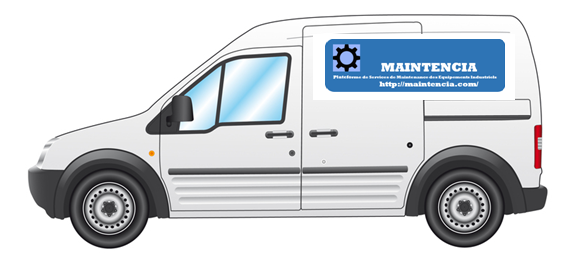 MAINTENCIA
Plateforme de Services de Maintenance des Equipements Industriels
http://maintencia.com/